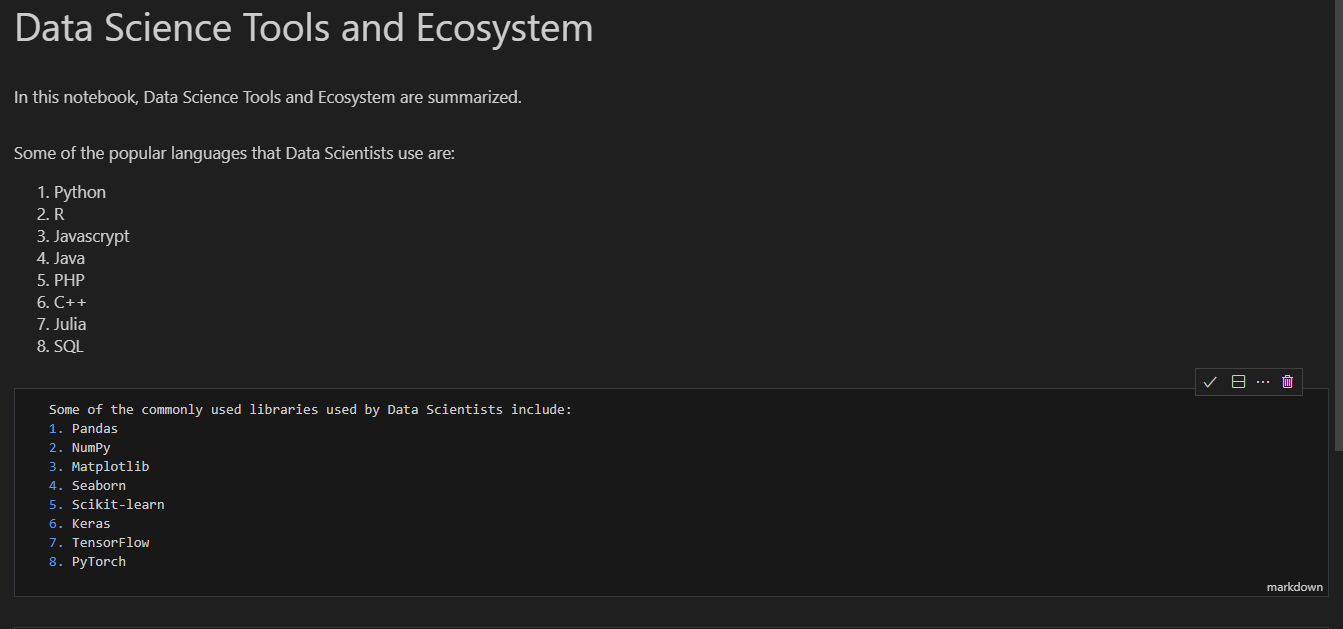 Data Science Tools and Ecosystem
In this notebook, Data Science Tools and Ecosystem are summarized.
Some of the popular languages that Data Scientists use are:
1. Python
2. R
3. Javascrypt
4. Java
5. PHP
6. C++
7. Julia
8. SQL
Some of the commonly used libraries used by Data Scientists include:
1. Pandas
2. NumPy
3. Matplotlib
4. Seaborn
5. Scikit-learn
6. Keras
7. TensorFlow
8. PyTorch
markdown